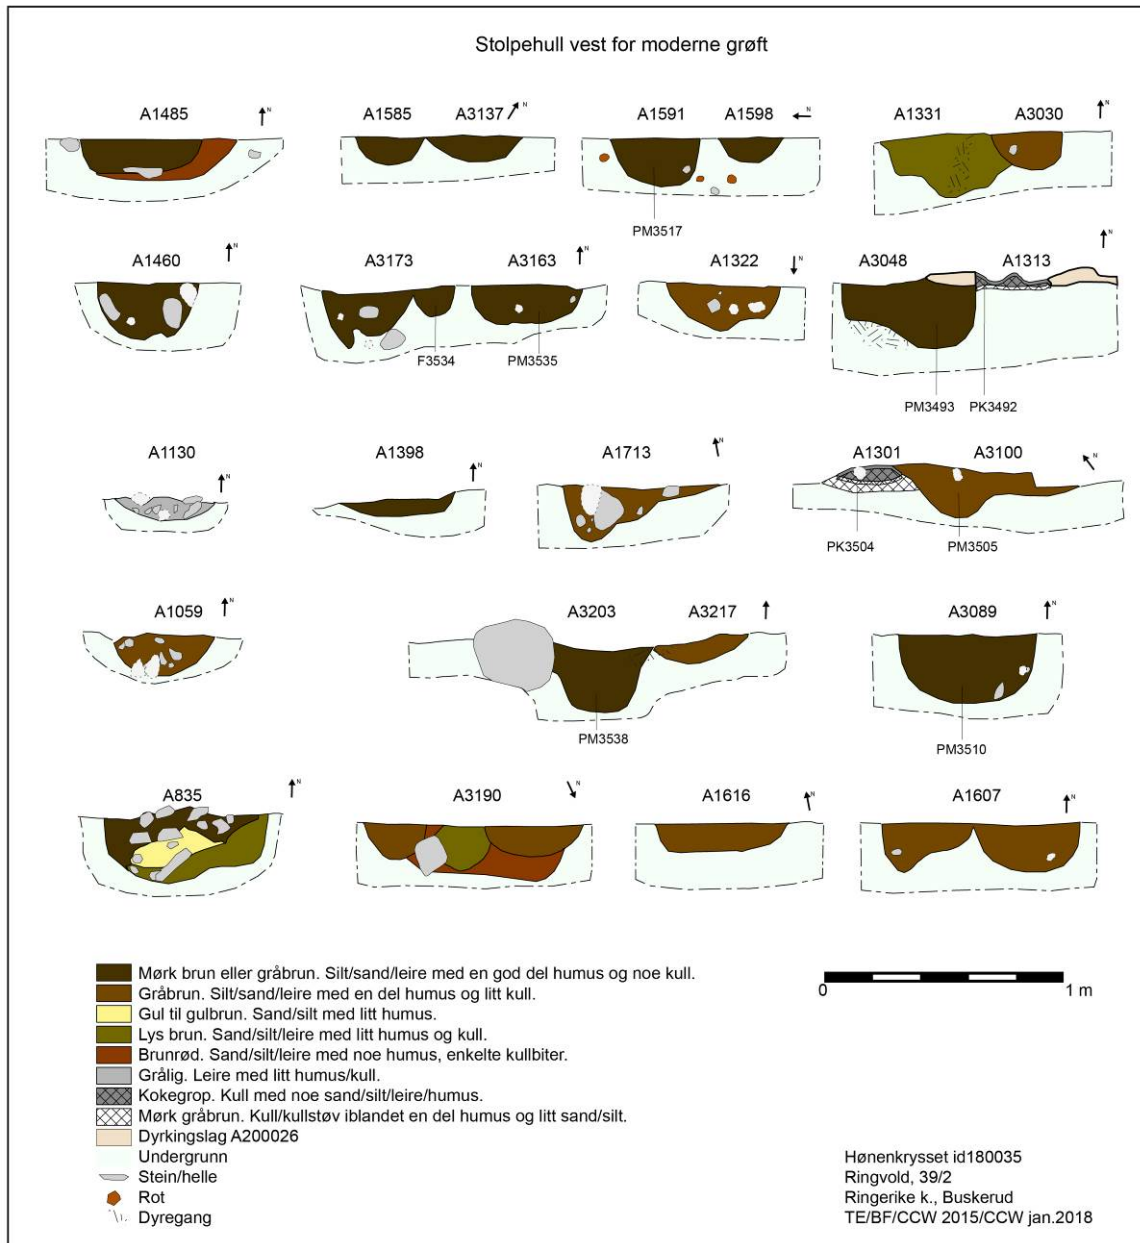 Stolpehull vest for moderne grøft
A1485 N A1585 A3137 N A1591 A1598 N A1331 A3030 N
PM3517
A1460 N A3173 A3163 N A1322 N A3048 A1313 N
F3534 PM3535
PM3493 PK3492
A1130 N A1398 N A1713 N A1301 A3100 N
PK3504 PM3505
A1059 N A3203 A3217 A3089 N
PM3538 PM3510
A835 N A3190 N A1616 N A1607 N
Mørk brun eller gråbrun. Silt/sand/leire med en god del humus og noe kull.
Gråbrun. Silt/sand/leire med en del humus og litt kull.
Gul til gulbrun. Sand/silt med litt humus.
Lys brun. Sand/silt/leire med litt humus og kull.
Brunrød. Sand/silt/leire med noe humus, enkelte kullbiter.
Grålig. Leire med litt humus/kull.
Kokegrop. Kull med noe sand/silt/leire/humus.
Mørk gråbrun. Kull/kullstøv iblandet en del humus og litt sand/silt.
Dyrkingslag A200026
Undergrunn
Stein/helle
Rot
Dyregang
0 1 m
Hønenkrysset id180035
Ringvold, 39/2
Ringerike k., Buskerud
TE/BF/CCW 2015/CCW jan.2018